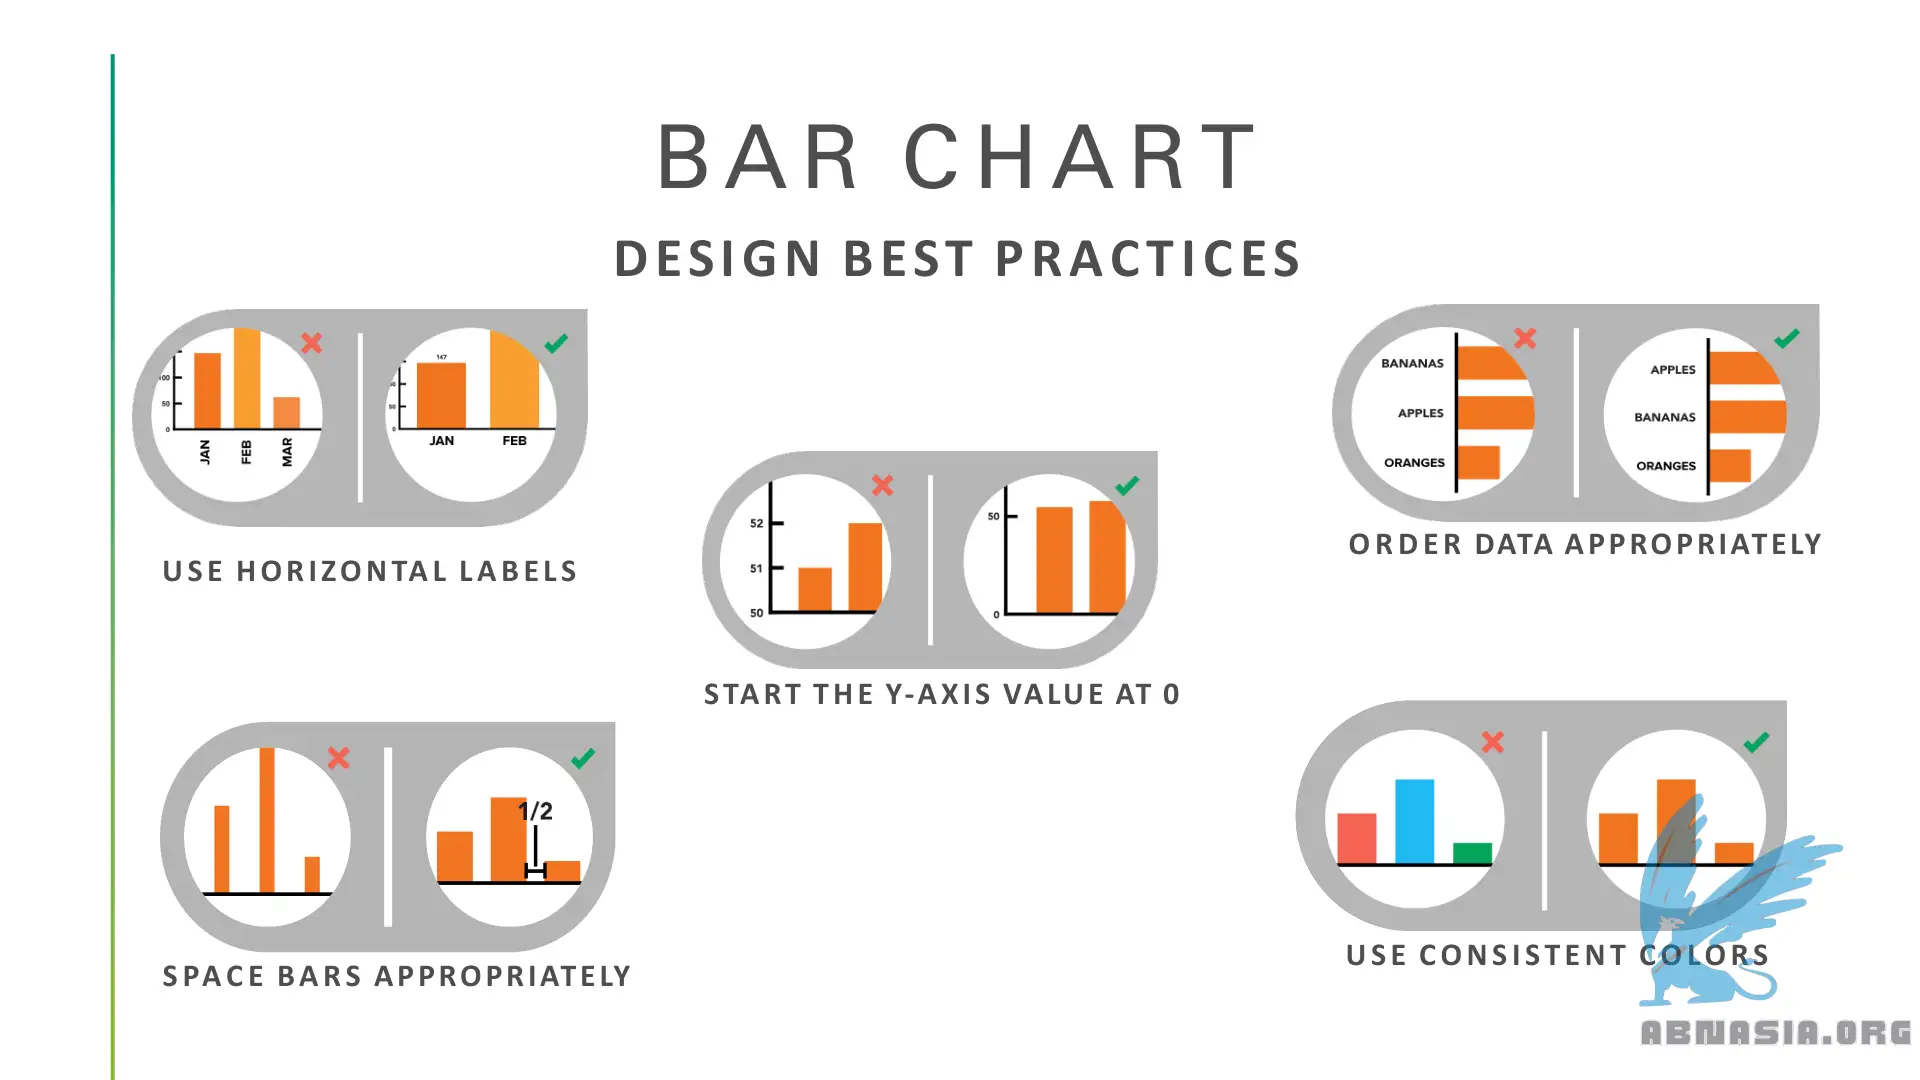 BAR CHART
DESIGN BEST PRACTICES
100
50
0
JAN
FEB
MAR
147
50
0
JAN
FEB
USE HORIZONTAL LABELS
52
51
50
50
0
START THE Y-AXIS VALUE AT 0
BANANAS
APPLES
ORANGES
APPLES
BANANAS
ORANGES
ORDER DATA APPROPRIATELY
1/2
SPACE BARS APPROPRIATELY
USE CONSISTENT COLORS
ABNASIA.ORG